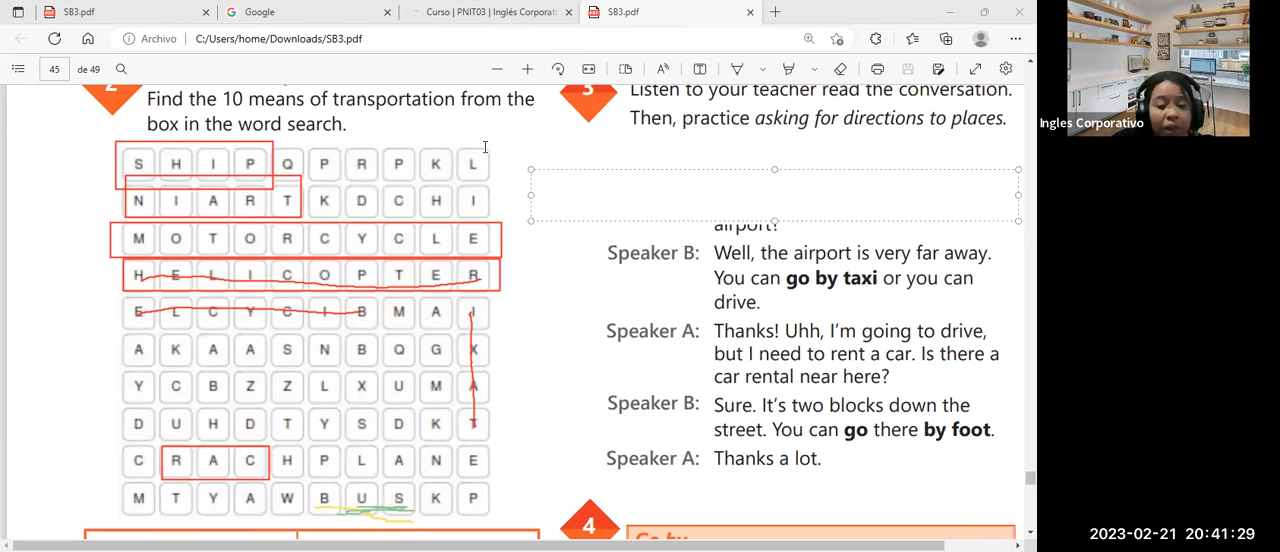 SB3.pdf
Google
Curso | PNIT03 | Inglés Corporat
SB3.pdf
Archivo
C:/Users/home/Downloads/SB3.pdf
45
de 49
2
Find the 10 means of transportation from the
box in the word search.
S H I P Q P R P K L
N I A R T K D C H I
M O T O R C Y C L E
H E L I C O P T E R
E L C Y C I B M A I
A K A A S N B Q G X
Y C B Z Z L X U M A
D U H D T Y S D K T
C R A C H P L A N E
M T Y A W B U S K P
3
Listen to your teacher read the conversation.
Then, practice asking for directions to places.
airport?
Speaker B: Well, the airport is very far away.
You can go by taxi or you can
drive.
Speaker A: Thanks! Uhh, I'm going to drive,
but I need to rent a car. Is there a
car rental near here?
Speaker B: Sure. It's two blocks down the
street. You can go there by foot.
Speaker A: Thanks a lot.
4
Go by
Ingles Corporativo
2023-02-21 20:41:29